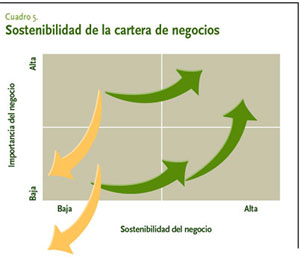 Cuadro 5.
Sostenibilidad de la cartera de negocios
Alta
Importancia del negocio
Baja
Baja
Alta
Sostenibilidad del negocio